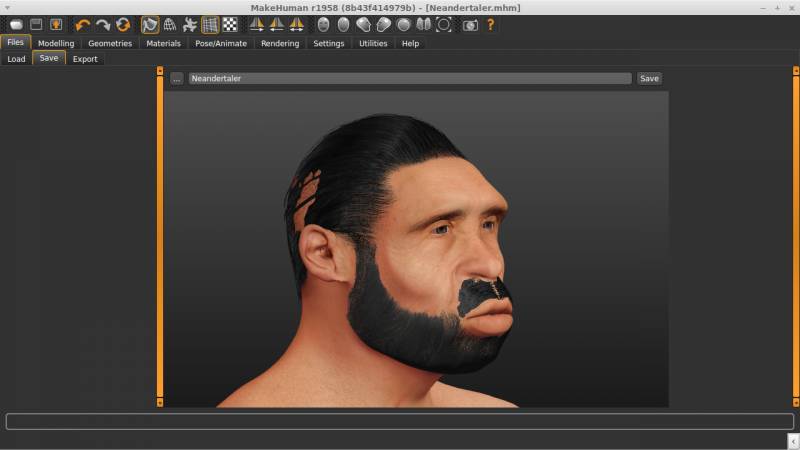 MakeHuman r1958 (8b43f414979b) - [Neandertaler.mhm]
?
Files Modelling Geometries Materials Pose/Animate Rendering Settings Utilities Help
Load Save Export
... Neandertaler Save